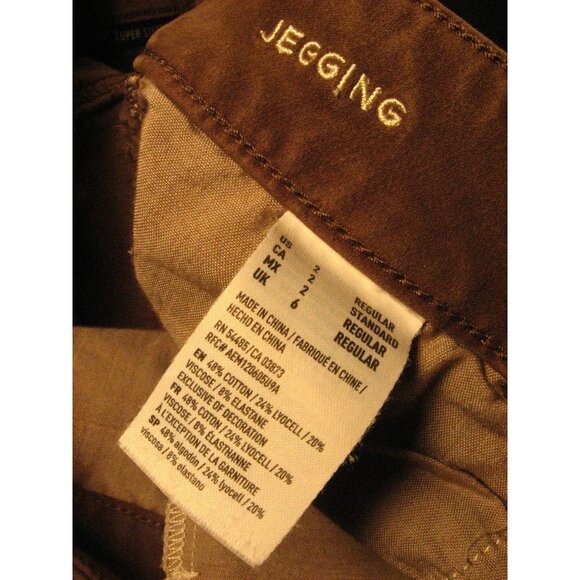 SUPER S
JEGGING
US 2 REGULAR
CA 2 STANDARD
MX 2 REGULAR
UK 6 REGULAR
MADE IN CHINA / FABRIQUÉ EN CHINE /
HECHO EN CHINA
RN 54485 / CA 03873
RFC# AEM120605U9A
EN 48% COTTON / 24% LYOCELL / 20%
VISCOSE / 8% ELASTANE
EXCLUSIVE OF DECORATION
FR 48% COTON / 24% LYOCELL / 20%
VISCOSE / 8% ÉLASTHANNE
À L'EXCEPTION DE LA GARNITURE
SP 48% algodón / 24% lyocell / 20%
viscosa / 8% elastano